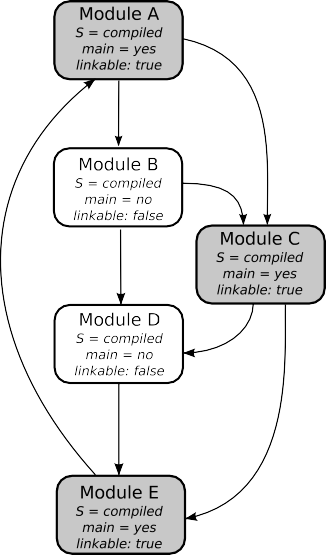 Module A
S = compiled
main = yes
linkable: true
Module B
S = compiled
main = no
linkable: false
Module C
S = compiled
main = yes
linkable: true
Module D
S = compiled
main = no
linkable: false
Module E
S = compiled
main = yes
linkable: true